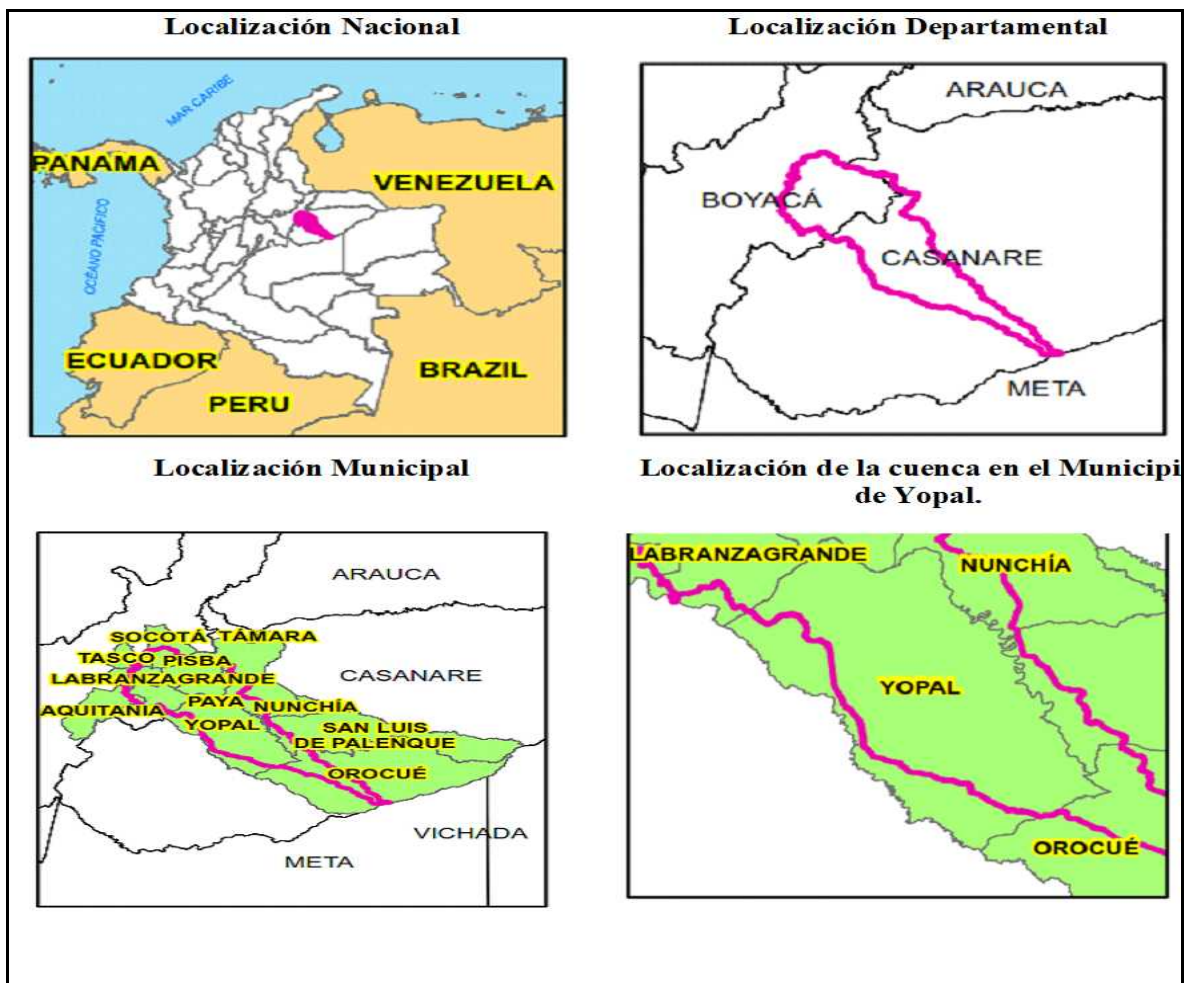 Localización Nacional
MAR CARIBE
PANAMA
VENEZUELA
OCÉANO PACIFICO
ECUADOR
BRAZIL
PERU
Localización Departamental
ARAUCA
BOYACÁ
CASANARE
META
Localización Municipal
ARAUCA
SOCOTÁ TÁMARA
TASCO PISBA
LABRANZAGRANDE
CASANARE
AQUITANIA
PAYA NUNCHÍA
YOPAL
SAN LUIS
DE PALENQUE
OROCUÉ
VICHADA
META
Localización de la cuenca en el Municipi
de Yopal.
LABRANZAGRANDE
NUNCHÍA
YOPAL
OROCUÉ